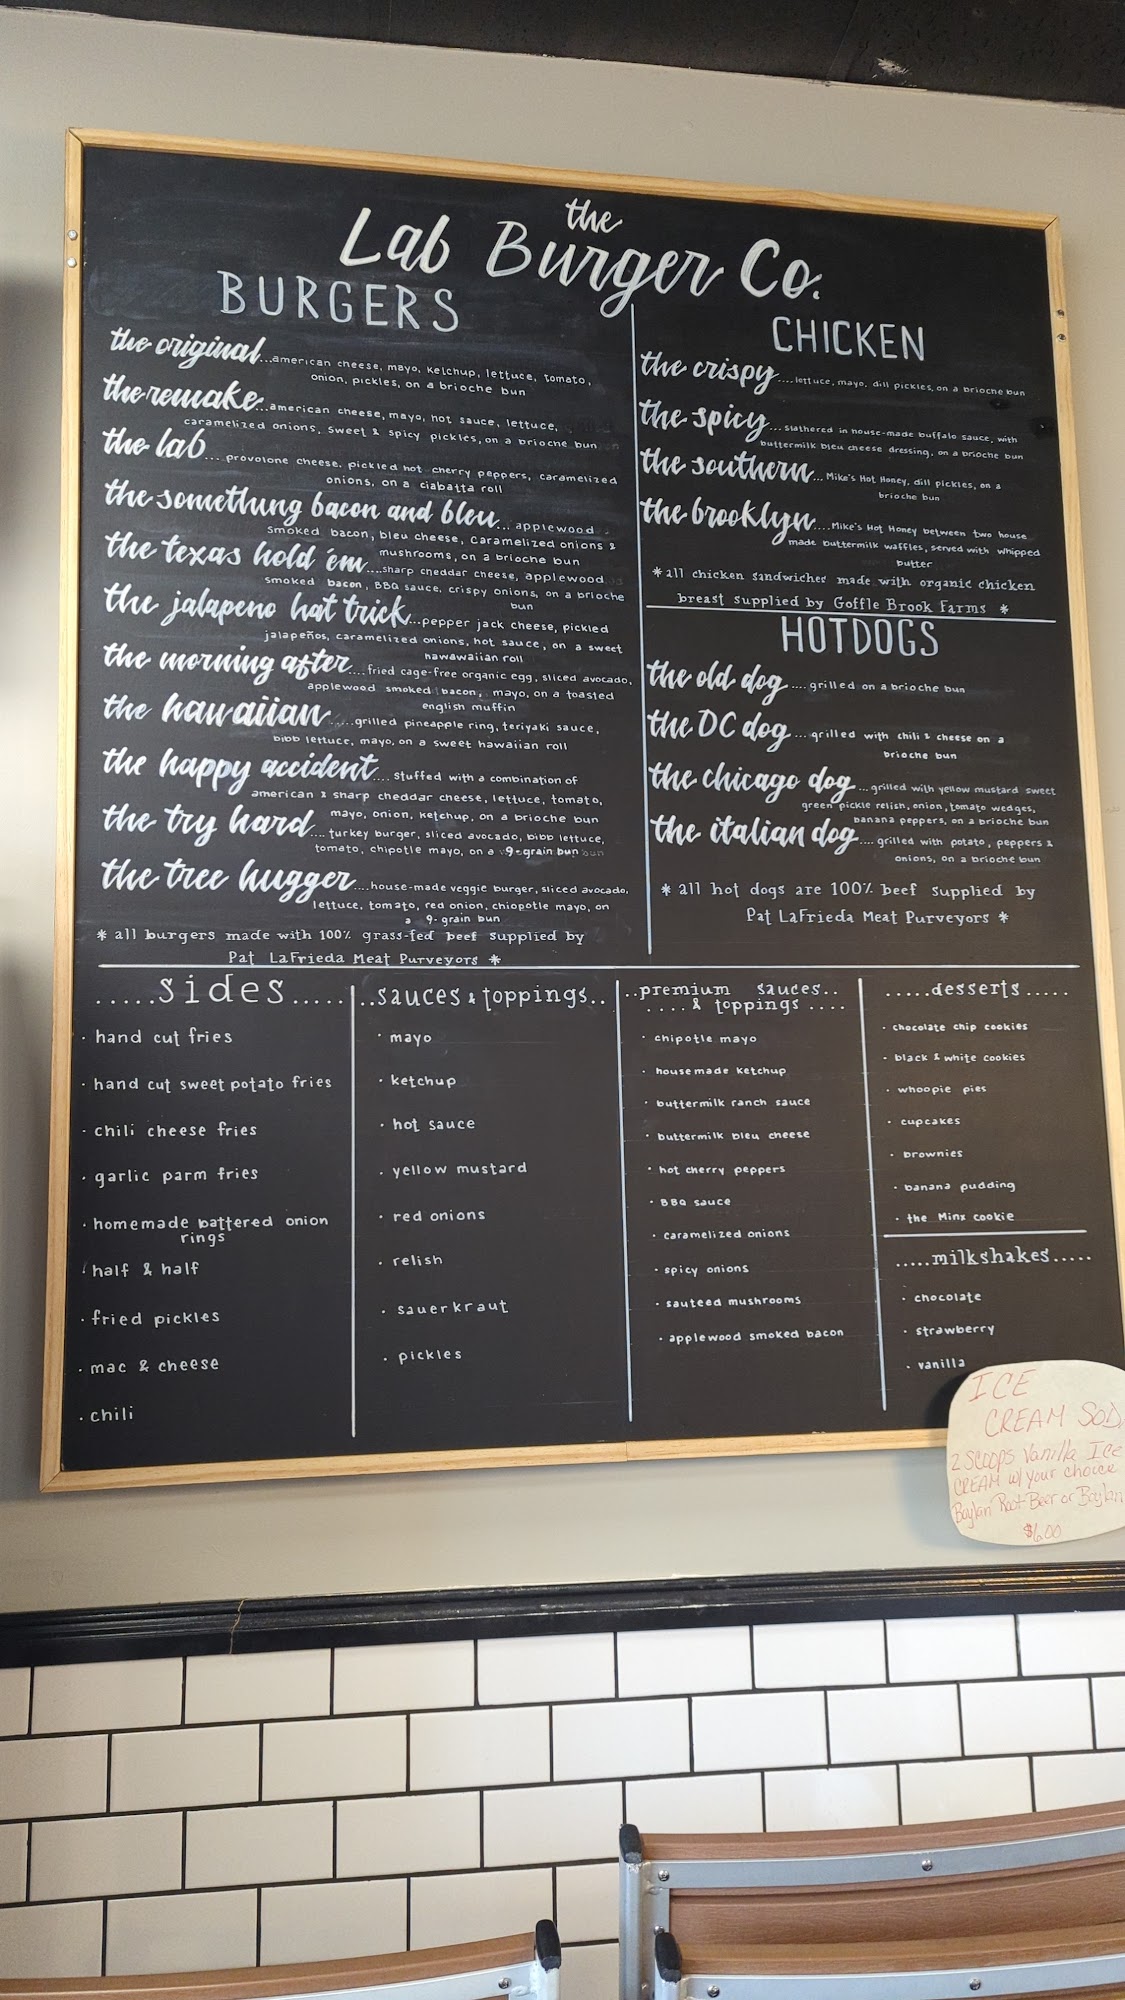 the
Lab Burger Co.
BURGERS
the original...american cheese, mayo, ketchup, lettuce, tomato,
onion, pickles, on a brioche bun
the remake...american cheese, mayo, hot sauce, lettuce,
caramelized onions, sweet & spicy pickles, on a brioche bun
the lab.... provolone cheese, pickled hot cherry peppers, caramelized
onions, on a ciabatta roll
the something bacon and bleu... applewood
smoked bacon, bleu cheese, caramelized onions &
mushrooms, on a brioche bun
the texas hold 'em....sharp cheddar cheese, applewood
smoked bacon, BBQ sauce, crispy onions, on a brioche
bun
the jalapeno hat trick...pepper jack cheese, pickled
jalapeños, caramelized onions, hot sauce, on a sweet
hawawaiian roll
the morning after....fried cage-free organic egg, sliced avocado,
applewood smoked bacon, mayo, on a toasted
english muffin
the hawaiian.....grilled pineapple ring, teriyaki sauce,
bibb lettuce, mayo, on a sweet hawaiian roll
the happy accident.... stuffed with a combination of
american & sharp cheddar cheese, lettuce, tomato,
mayo, onion, ketchup, on a brioche bun
the try hard.... turkey burger, sliced avocado, bibb lettuce,
tomato, chipotle mayo, on a 9-grain bun
the tree hugger....house-made veggie burger, sliced avocado,
lettuce, tomato, red onion, chiopotle mayo, on
a 9-grain bun
* all burgers made with 100% grass-fed beef supplied by
Pat LaFrieda Meat Purveyors *
CHICKEN
the crispy....lettuce, mayo, dill pickles, on a brioche bun
the spicy... slathered in house-made buffalo sauce, with
buttermilk bleu cheese dressing, on a brioche bun
the southern... Mike's Hot Honey, dill pickles, on a
brioche bun
the brooklyn....Mike's Hot Honey between two house
made buttermilk waffles, served with whipped
butter
*all chicken sandwiches made with organic chicken
breast supplied by Goffle Brook Farms *
HOTDOGS
the old dog ....grilled on a brioche bun
the DC dog....grilled with chili & cheese on a
brioche bun
the chicago dog...grilled with yellow mustard sweet
green pickle relish, onion, tomato wedges,
banana peppers, on a brioche bun
the italian dog....grilled with potato, peppers &
onions, on a brioche bun
* all hot dogs are 100% beef supplied by
Pat LaFrieda Meat Purveyors *
.....sides.....
· hand cut fries
· hand cut sweet potato fries
· chili cheese fries
· garlic parm fries
· homemade battered onion
rings
· half & half
· fried pickles
· mac & cheese
· chili
..sauces & toppings..
· mayo
· ketchup
· hot sauce
· yellow mustard
· red onions
· relish
· sauerkraut
· pickles
..premium sauces..
....& toppings ....
· chipotle mayo
· housemade ketchup
· buttermilk ranch sauce
· buttermilk bleu cheese
· hot cherry peppers
· BBQ sauce
· caramelized onions
· spicy onions
· sauteed mushrooms
· applewood smoked bacon
.....desserts.....
· chocolate chip cookies
· black & white cookies
· whoopie pies
· cupcakes
· brownies
· banana pudding
· the Minx cookie
.....milkshakes.....
· chocolate
· strawberry
· vanilla
ICE
CREAM SOD
2 SCOOPS Vanilla ICe
CREAM w/ your choice
Boylan Root Beer or Boylan
$6.00